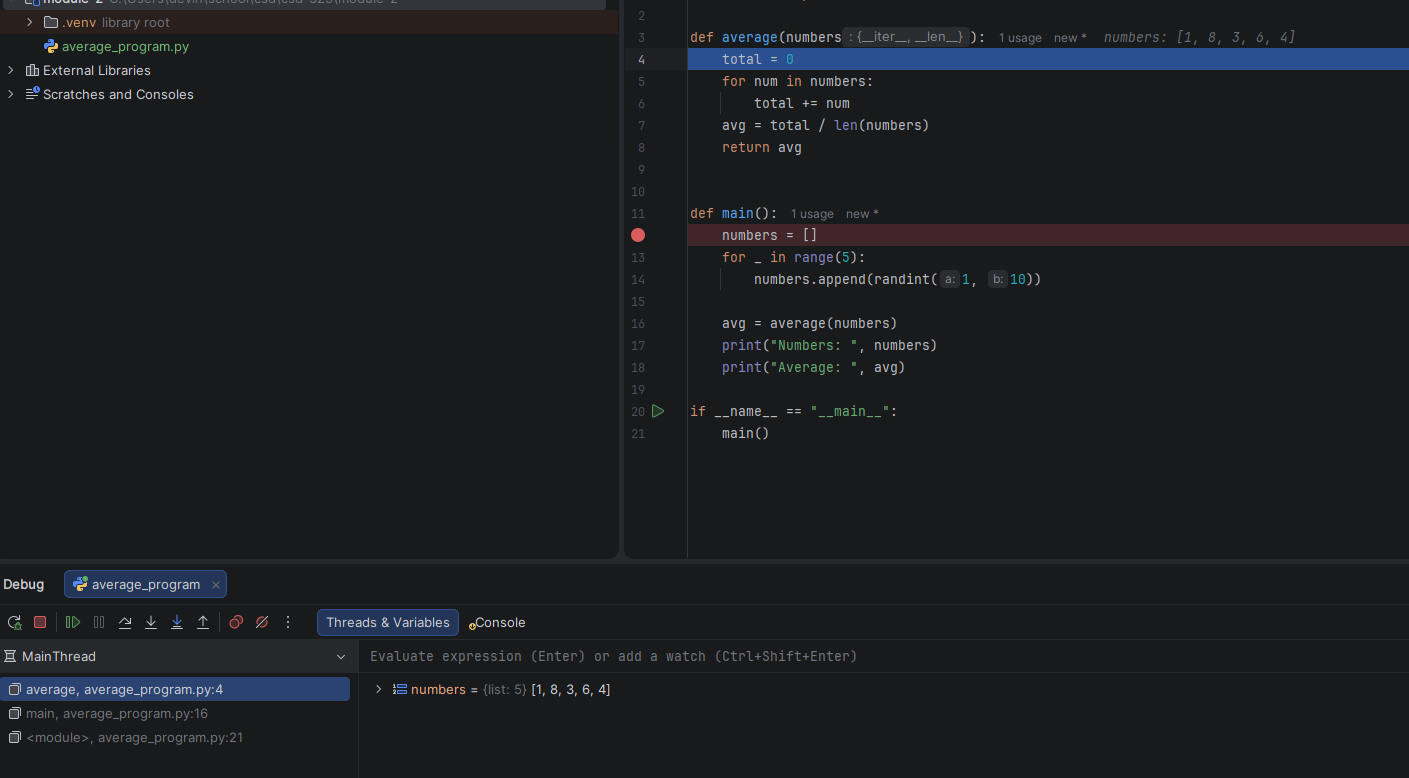 .venv library root
average_program.py
External Libraries
Scratches and Consoles
2
3 def average(numbers : {__iter__, __len__} ): 1 usage new * numbers: [1, 8, 3, 6, 4]
4 total = 0
5 for num in numbers:
6 total += num
7 avg = total / len(numbers)
8 return avg
9
10
11 def main(): 1 usage new *
numbers = []
13 for _ in range(5):
14 numbers.append(randint( a: 1, b: 10))
15
16 avg = average(numbers)
17 print("Numbers: ", numbers)
18 print("Average: ", avg)
19
20 if __name__ == "__main__":
21 main()
Debug average_program
Threads & Variables Console
MainThread
Evaluate expression (Enter) or add a watch (Ctrl+Shift+Enter)
average, average_program.py:4
main, average_program.py:16
<module>, average_program.py:21
numbers = {list: 5} [1, 8, 3, 6, 4]